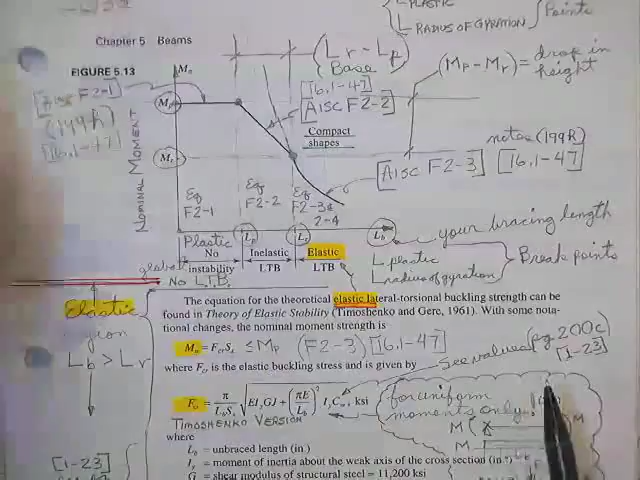 L PLASTIC
L RADIUS OF GYRATION } Points
Chapter 5 Beams
FIGURE 5.13
(Lr - Lp)
Base
(Mp - Mr) = drop in height
[AISC F2-1]
(199R)
[16.1-47]
Mn
Mp
Mr
NOMINAL MOMENT
[16.1-47]
[AISC F2-2]
Compact
shapes
notes (199R)
[AISC F2-3] [16.1-47]
Eq
F2-1
Eq
F2-2
Eq
F2-3 &
2-4
Lp
Lr
Lb
your bracing length
L plastic
L radius of gyration
Break points
Plastic
No
instability
Inelastic
LTB
Elastic
LTB
global
No L.T.B.
Elastic
region
Lb > Lr
The equation for the theoretical elastic lateral-torsional buckling strength can be
found in Theory of Elastic Stability (Timoshenko and Gere, 1961). With some nota-
tional changes, the nominal moment strength is
Mn = FcrSx ≤ Mp (F2-3) [16.1-47]
where Fcr is the elastic buckling stress and is given by
See values (pg. 200c)
[1-23]
Fcr = π/LbSx √EIyGJ + (πE/Lb)² IyCw, ksi
TIMOSHENKO VERSION
for uniform
moments only!
M
M
M
where
Lb = unbraced length (in.)
Iy = moment of inertia about the weak axis of the cross section (in.⁴)
G = shear modulus of structural steel = 11,200 ksi
[1-23]